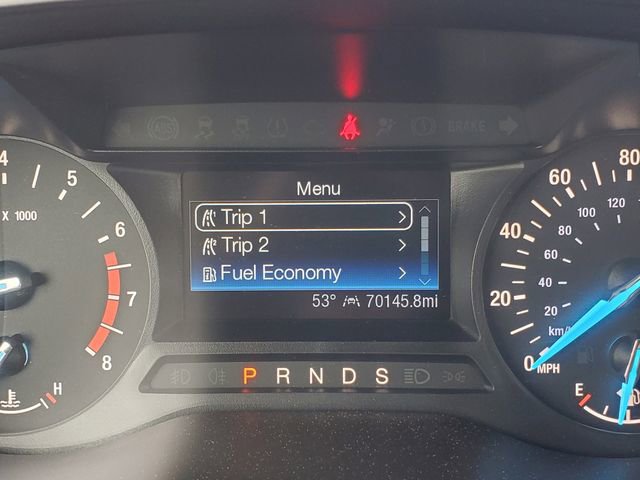 ABS
BRAKE
Menu
Trip 1
Trip 2
Fuel Economy
53° 70145.8mi
P R N D S
4
5
6
7
8
X 1000
H
0
20
40
60
80
20
40
60
80
100
120
km/h
MPH
E